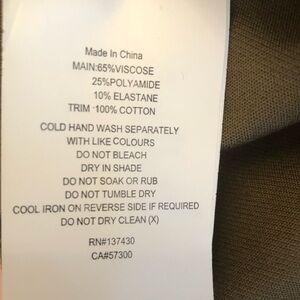 Made In China
MAIN:65%VISCOSE
25%POLYAMIDE
10% ELASTANE
TRIM :100% COTTON
COLD HAND WASH SEPARATELY
WITH LIKE COLOURS
DO NOT BLEACH
DRY IN SHADE
DO NOT SOAK OR RUB
DO NOT TUMBLE DRY
COOL IRON ON REVERSE SIDE IF REQUIRED
DO NOT DRY CLEAN (X)
RN#137430
CA#57300